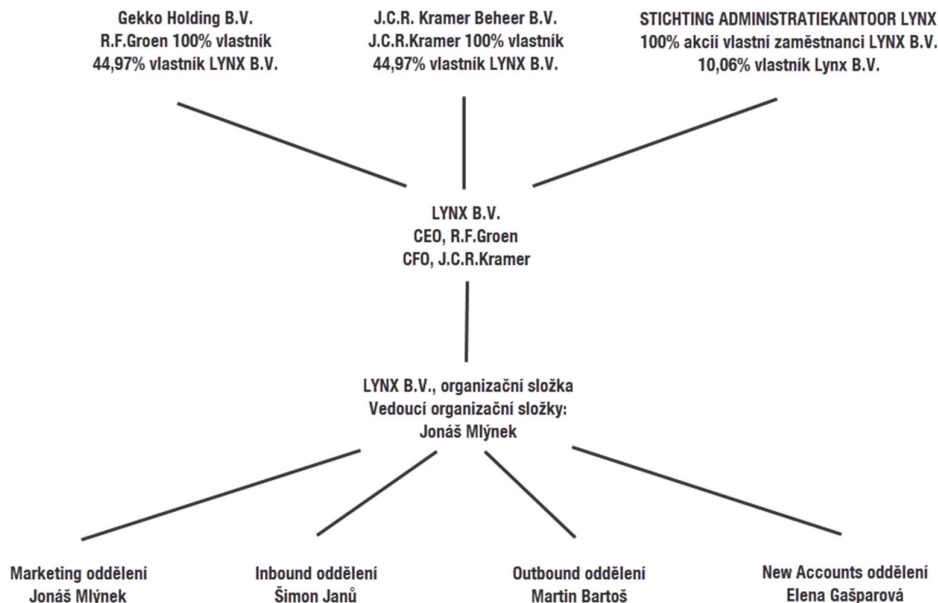 Gekko Holding B.V.
R.F.Groen 100% vlastník
44,97% vlastník LYNX B.V.
J.C.R. Kramer Beheer B.V.
J.C.R.Kramer 100% vlastník
44,97% vlastník LYNX B.V.
STICHTING ADMINISTRATIEKANTOOR LYNX
100% akcií vlastní zaměstnanci LYNX B.V.
10,06% vlastník Lynx B.V.
LYNX B.V.
CEO, R.F.Groen
CFO, J.C.R.Kramer
LYNX B.V., organizační složka
Vedoucí organizační složky:
Jonáš Mlýnek
Marketing oddělení
Jonáš Mlýnek
Inbound oddělení
Šimon Janů
Outbound oddělení
Martin Bartoš
New Accounts oddělení
Elena Gašparová